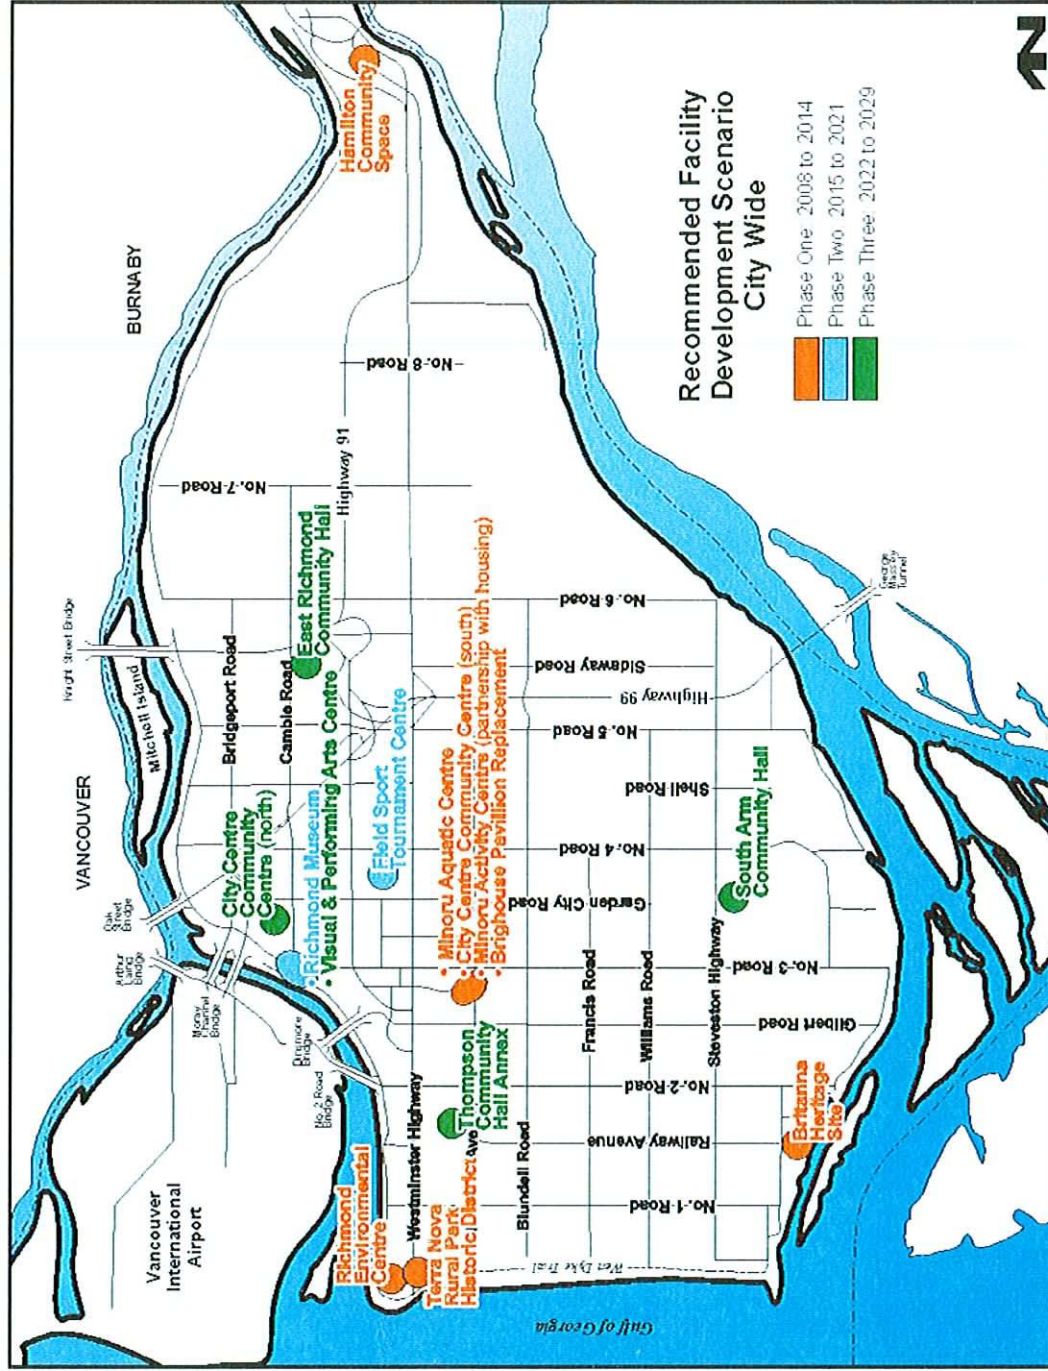 VANCOUVER
BURNABY
Knight Street Bridge
Mitchell Island
Oak
Street
Bridge
Arthur
Laing
Bridge
Moray
Channel
Bridge
Dinsmore
Bridge
No. 2 Road
Bridge
Vancouver
International
Airport
Hamilton
Community
Space
Bridgeport Road
Cambie Road
City Centre
Community
Centre (north)
East Richmond
Community Hall
• Richmond Museum
• Visual & Performing Arts Centre
Field Sport
Tournament Centre
• Minoru Aquatic Centre
• City Centre Community Centre (south)
• Minoru Activity Centre (partnership with housing)
• Brighouse Pavillion Replacement
Richmond
Environmental
Centre
Westminster Highway
Terra Nova
Rural Park
Historic District
Ave
Thompson
Community
Hall Annex
Blundell Road
Francis Road
Williams Road
Steveston Highway
South Arm
Community Hall
Britannia
Heritage
Site
No. 1 Road
Railway Avenue
No. 2 Road
Gilbert Road
No. 3 Road
Garden City Road
No. 4 Road
Shell Road
No. 5 Road
Highway 99
Sidaway Road
No. 6 Road
No. 7 Road
Highway 91
No. 8 Road
West Dyke Trail
Gulf of Georgia
George
Massey
Tunnel
Recommended Facility
Development Scenario
City Wide
Phase One 2008 to 2014
Phase Two 2015 to 2021
Phase Three 2022 to 2029
N